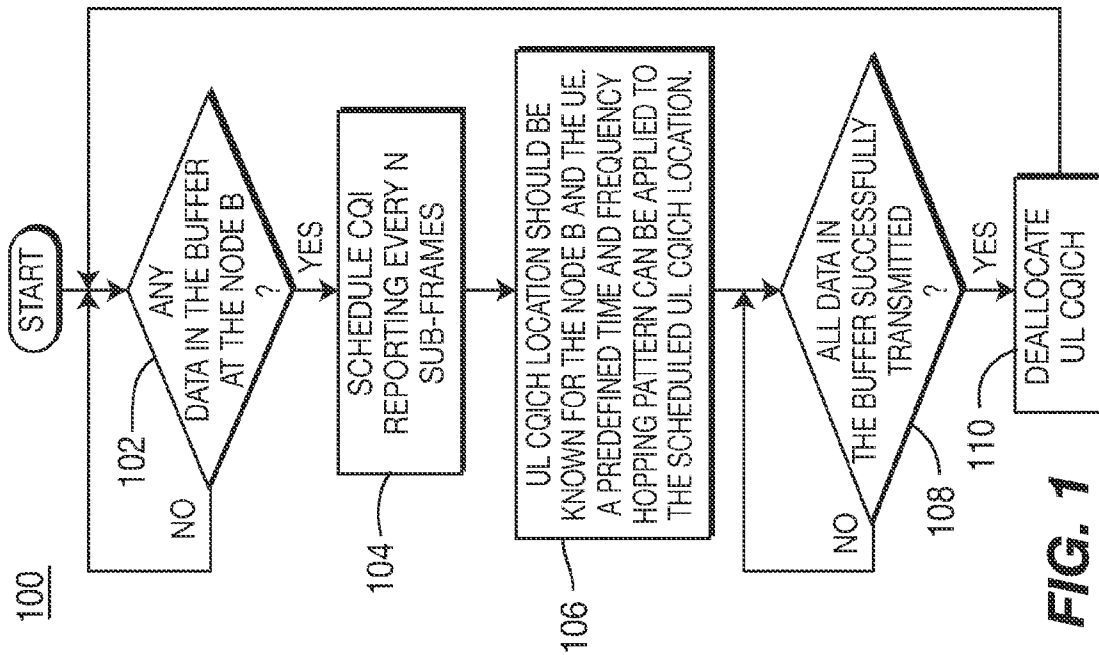 100
START
102
ANY
DATA IN THE BUFFER
AT THE NODE B
?
NO
YES
104
SCHEDULE CQI
REPORTING EVERY N
SUB-FRAMES
106
UL CQICH LOCATION SHOULD BE
KNOWN FOR THE NODE B AND THE UE.
A PREDEFINED TIME AND FREQUENCY
HOPPING PATTERN CAN BE APPLIED TO
THE SCHEDULED UL CQICH LOCATION.
ALL DATA IN
THE BUFFER SUCCESSFULLY
TRANSMITTED
?
NO
108
YES
110
DEALLOCATE
UL CQICH
FIG. 1